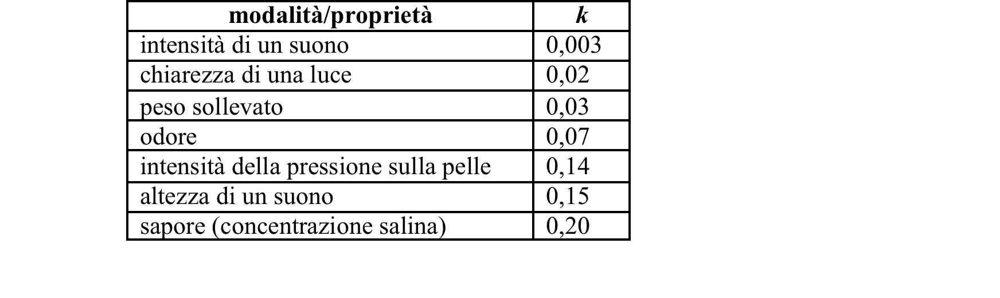 modalità/proprietà k
intensità di un suono 0,003
chiarezza di una luce 0,02
peso sollevato 0,03
odore 0,07
intensità della pressione sulla pelle 0,14
altezza di un suono 0,15
sapore (concentrazione salina) 0,20